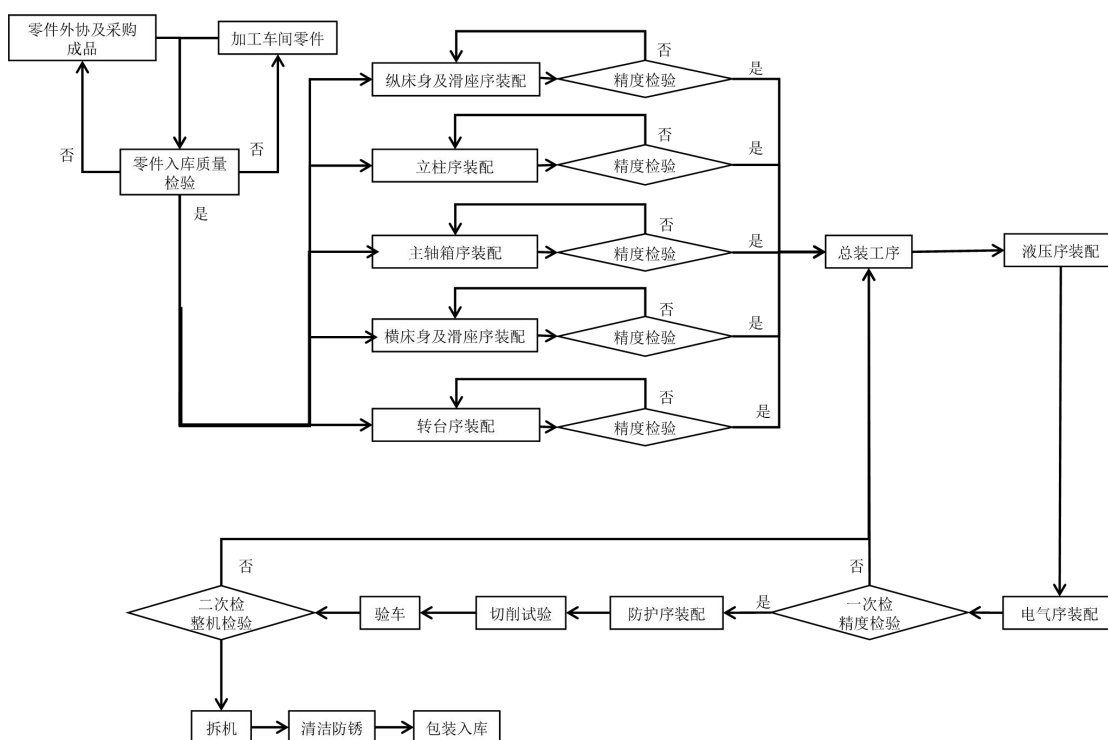 零件外协及采购
成品
加工车间零件
否
否
零件入库质量
检验
是
否
纵床身及滑座序装配
精度检验
是
否
立柱序装配
精度检验
是
否
主轴箱序装配
精度检验
是
否
横床身及滑座序装配
精度检验
是
否
转台序装配
精度检验
是
总装工序
液压序装配
电气序装配
否
一次检
精度检验
是
防护序装配
切削试验
验车
否
二次检
整机检验
拆机
清洁防锈
包装入库